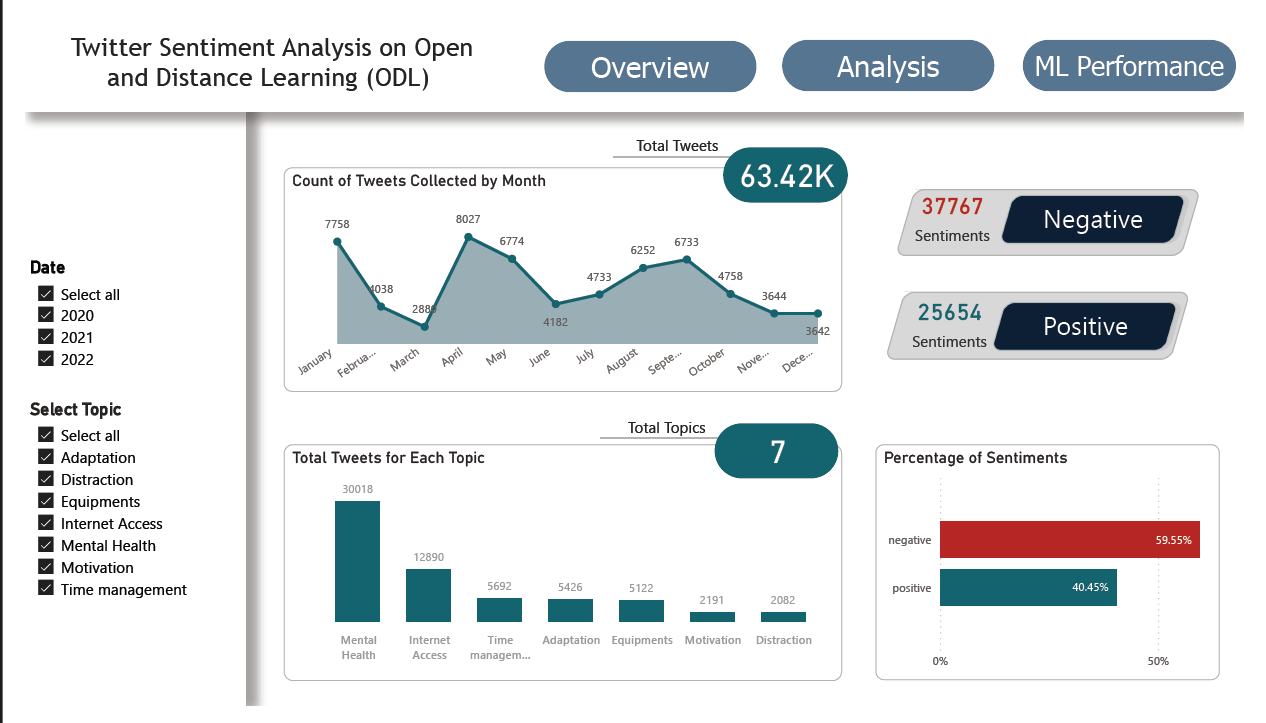 Twitter Sentiment Analysis on Open
and Distance Learning (ODL)
Overview
Analysis
ML Performance
Date
Select all
2020
2021
2022
Select Topic
Select all
Adaptation
Distraction
Equipments
Internet Access
Mental Health
Motivation
Time management
Total Tweets
63.42K
Count of Tweets Collected by Month
7758
4038
2889
8027
6774
4182
4733
6252
6733
4758
3644
3642
January
Februa...
March
April
May
June
July
August
Septe...
October
Nove...
Dece...
37767
Sentiments
Negative
25654
Sentiments
Positive
Total Topics
7
Total Tweets for Each Topic
30018
12890
5692
5426
5122
2191
2082
Mental
Health
Internet
Access
Time
managem...
Adaptation
Equipments
Motivation
Distraction
Percentage of Sentiments
negative
59.55%
positive
40.45%
0%
50%